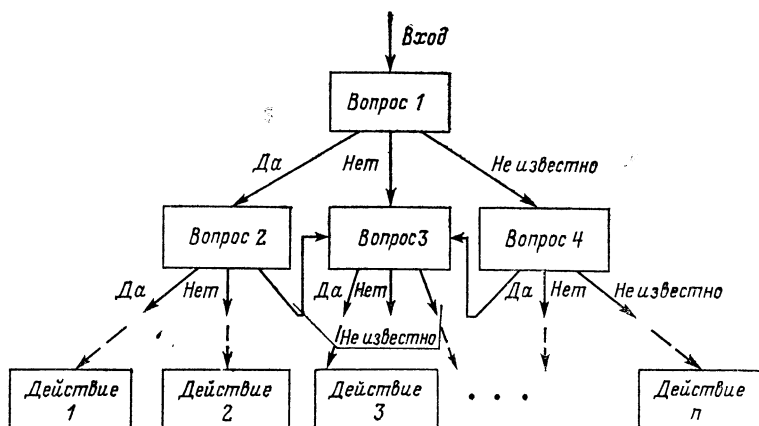 Вход
Вопрос 1
Да
Нет
Не известно
Вопрос 2
Вопрос3
Вопрос 4
Да
Нет
Да
Нет
Да
Нет
Не известно
Не известно
Действие
1
Действие
2
Действие
3
. . .
Действие
n